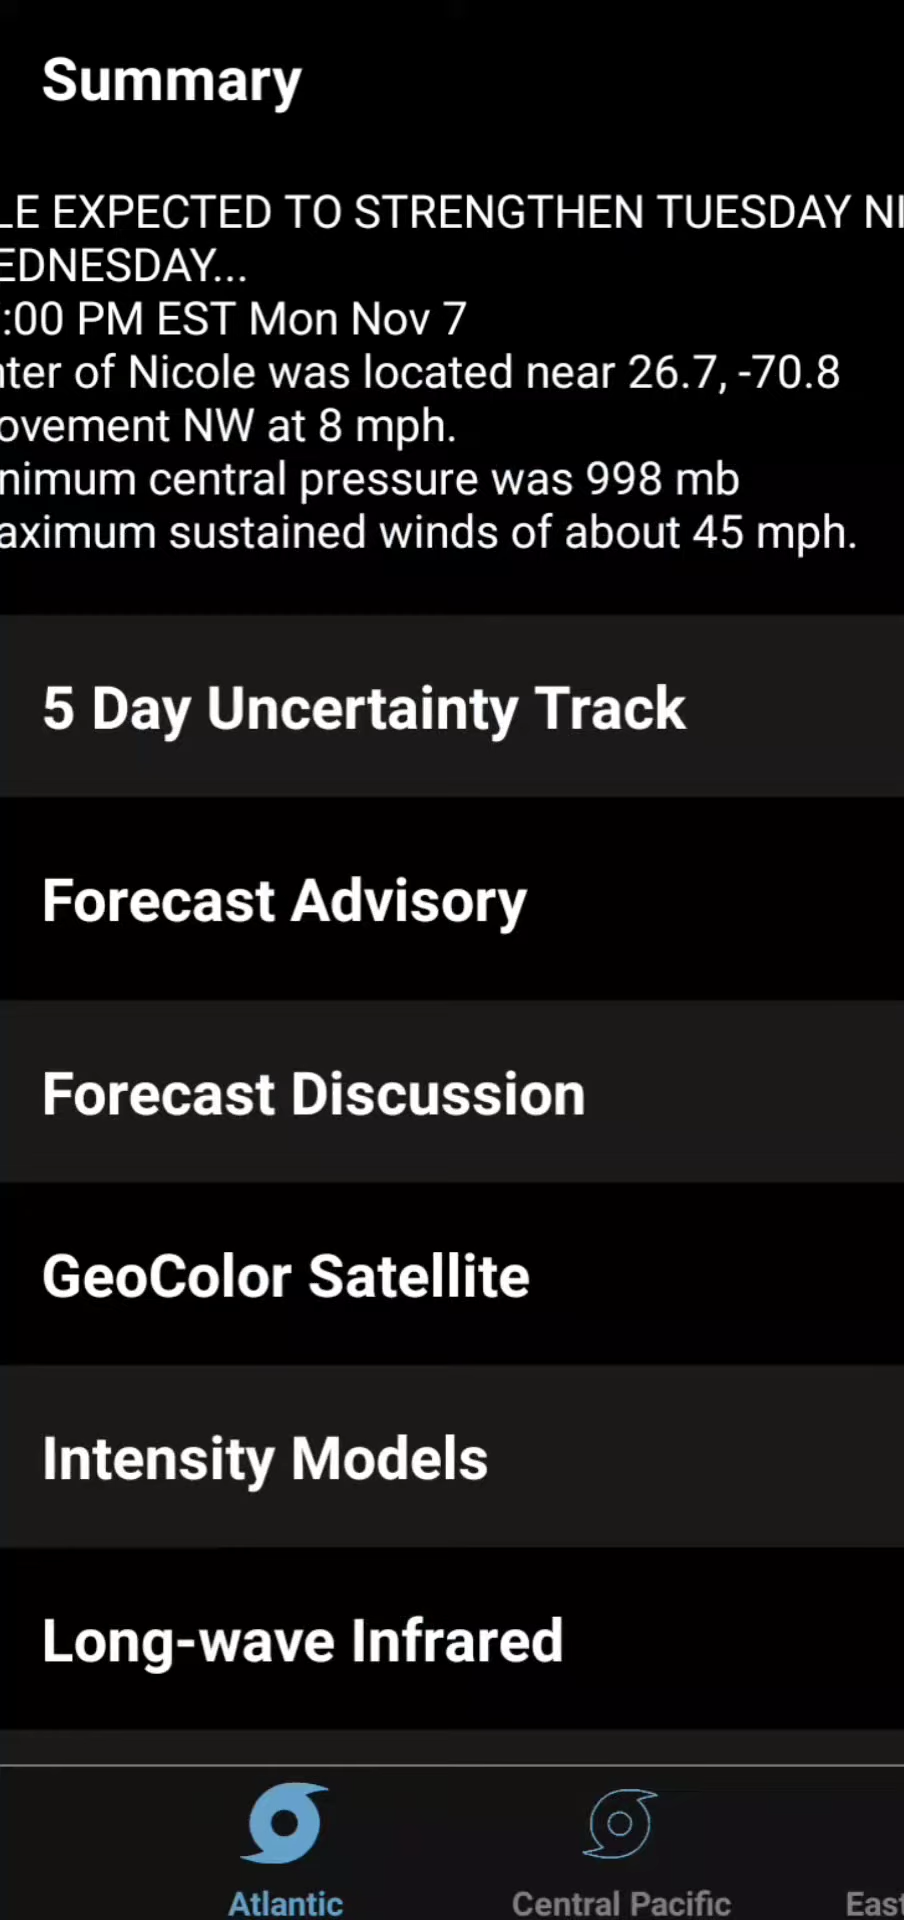 Summary
LE EXPECTED TO STRENGTHEN TUESDAY NI
EDNESDAY...
:00 PM EST Mon Nov 7
nter of Nicole was located near 26.7, -70.8
ovement NW at 8 mph.
nimum central pressure was 998 mb
aximum sustained winds of about 45 mph.
5 Day Uncertainty Track
Forecast Advisory
Forecast Discussion
GeoColor Satellite
Intensity Models
Long-wave Infrared
Atlantic Central Pacific East